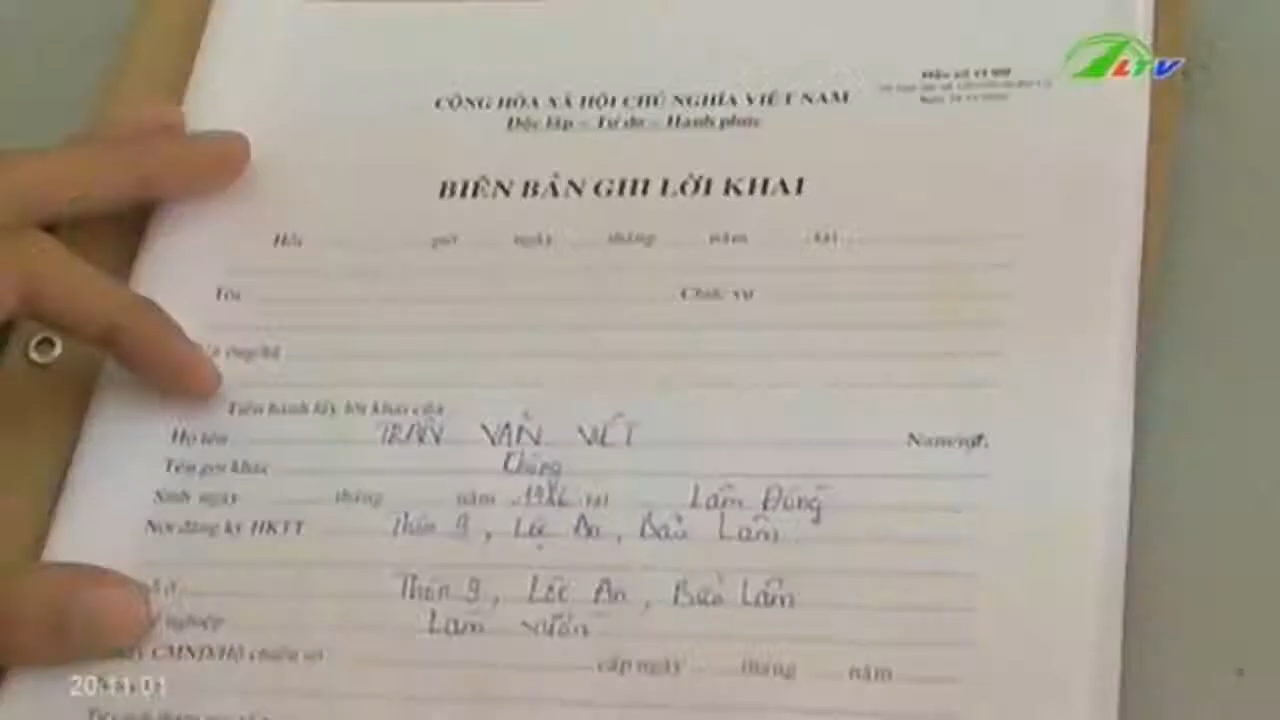 LTV
CỘNG HÒA XÃ HỘI CHỦ NGHĨA VIỆT NAM
Độc lập - Tự do - Hạnh phúc
BIÊN BẢN GHI LỜI KHAI
Hồi giờ ngày tháng năm tại
Tôi Chức vụ
Tiến hành lấy lời khai của
Họ tên TRẦN VĂN VIẾT Nam/nữ.
Tên gọi khác Không
Sinh ngày tháng năm tại Lâm Đồng
Nơi đăng ký HKTT Thôn 9, Lộc An, Bảo Lâm
Thôn 9, Lộc An, Bảo Lâm
nghiệp Làm vườn
CMND/Hộ chiếu số cấp ngày tháng năm